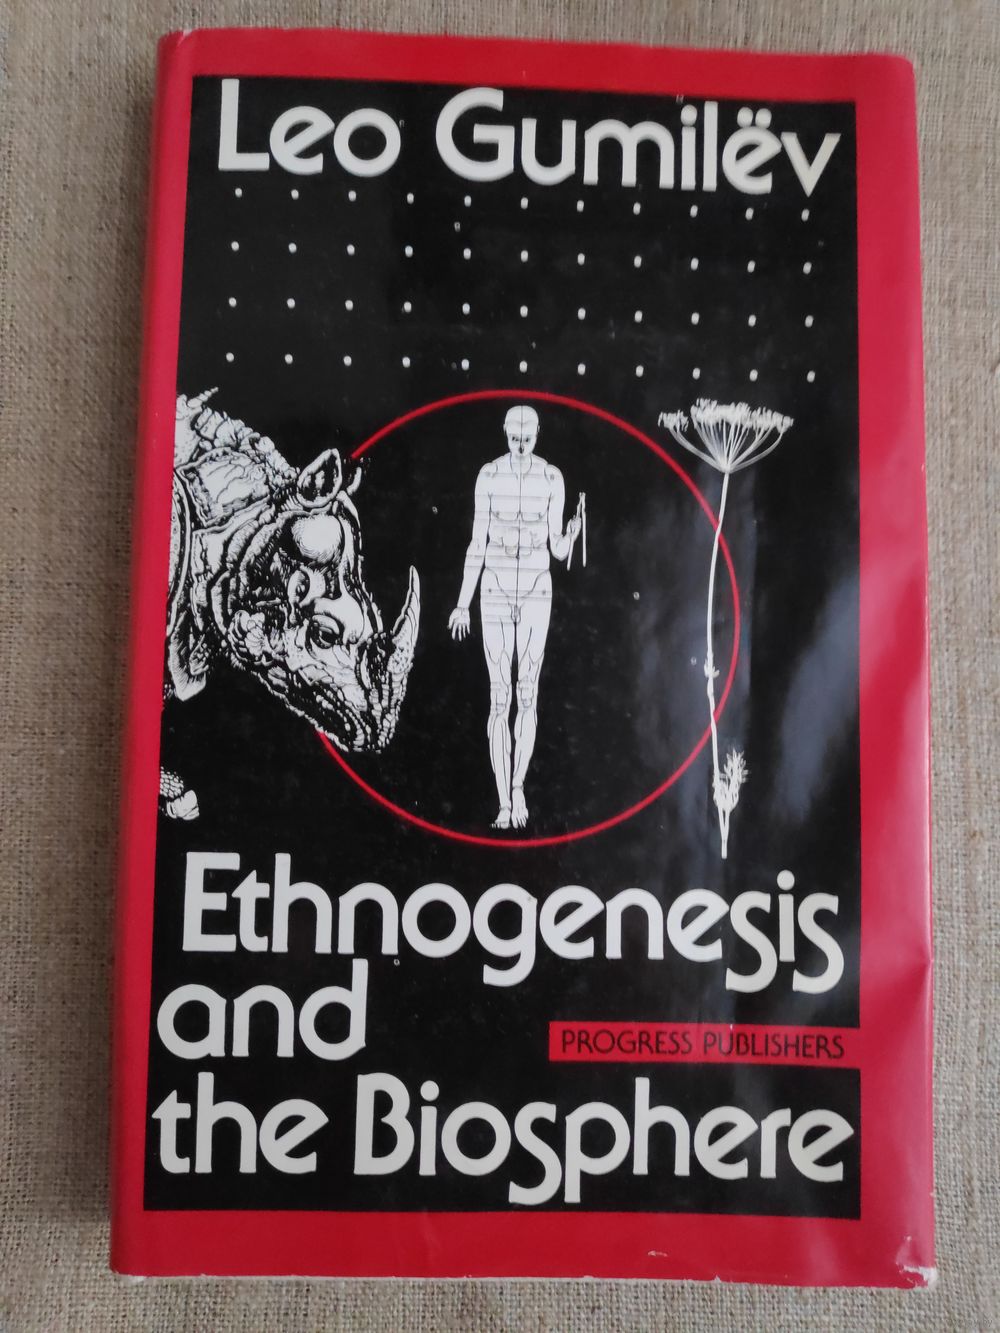 Leo Gumilëv
Ethnogenesis
and
PROGRESS PUBLISHERS
the Biosphere